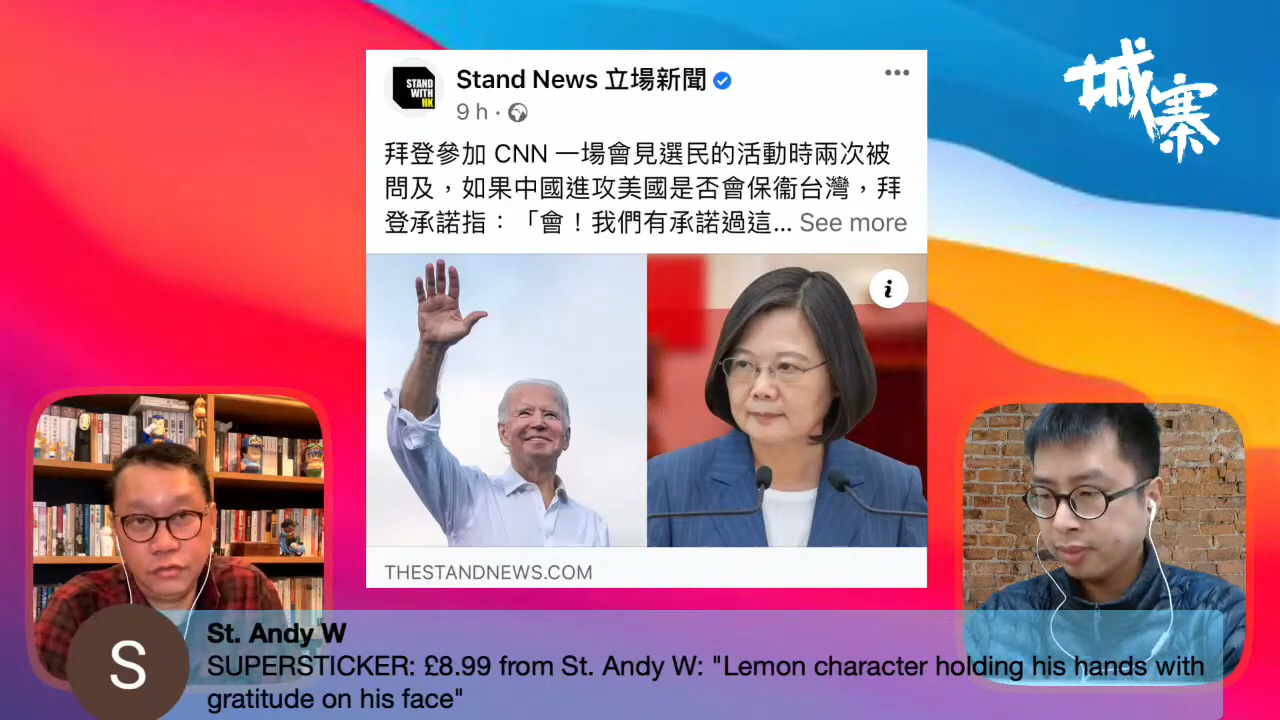 城寨
STAND
WITH
HK
Stand News 立場新聞
9 h ·
拜登參加 CNN 一場會見選民的活動時兩次被
問及，如果中國進攻美國是否會保衞台灣，拜
登承諾指：「會！我們有承諾過這... See more
i
THESTANDNEWS.COM
S
St. Andy W
SUPERSTICKER: £8.99 from St. Andy W: "Lemon character holding his hands with
gratitude on his face"